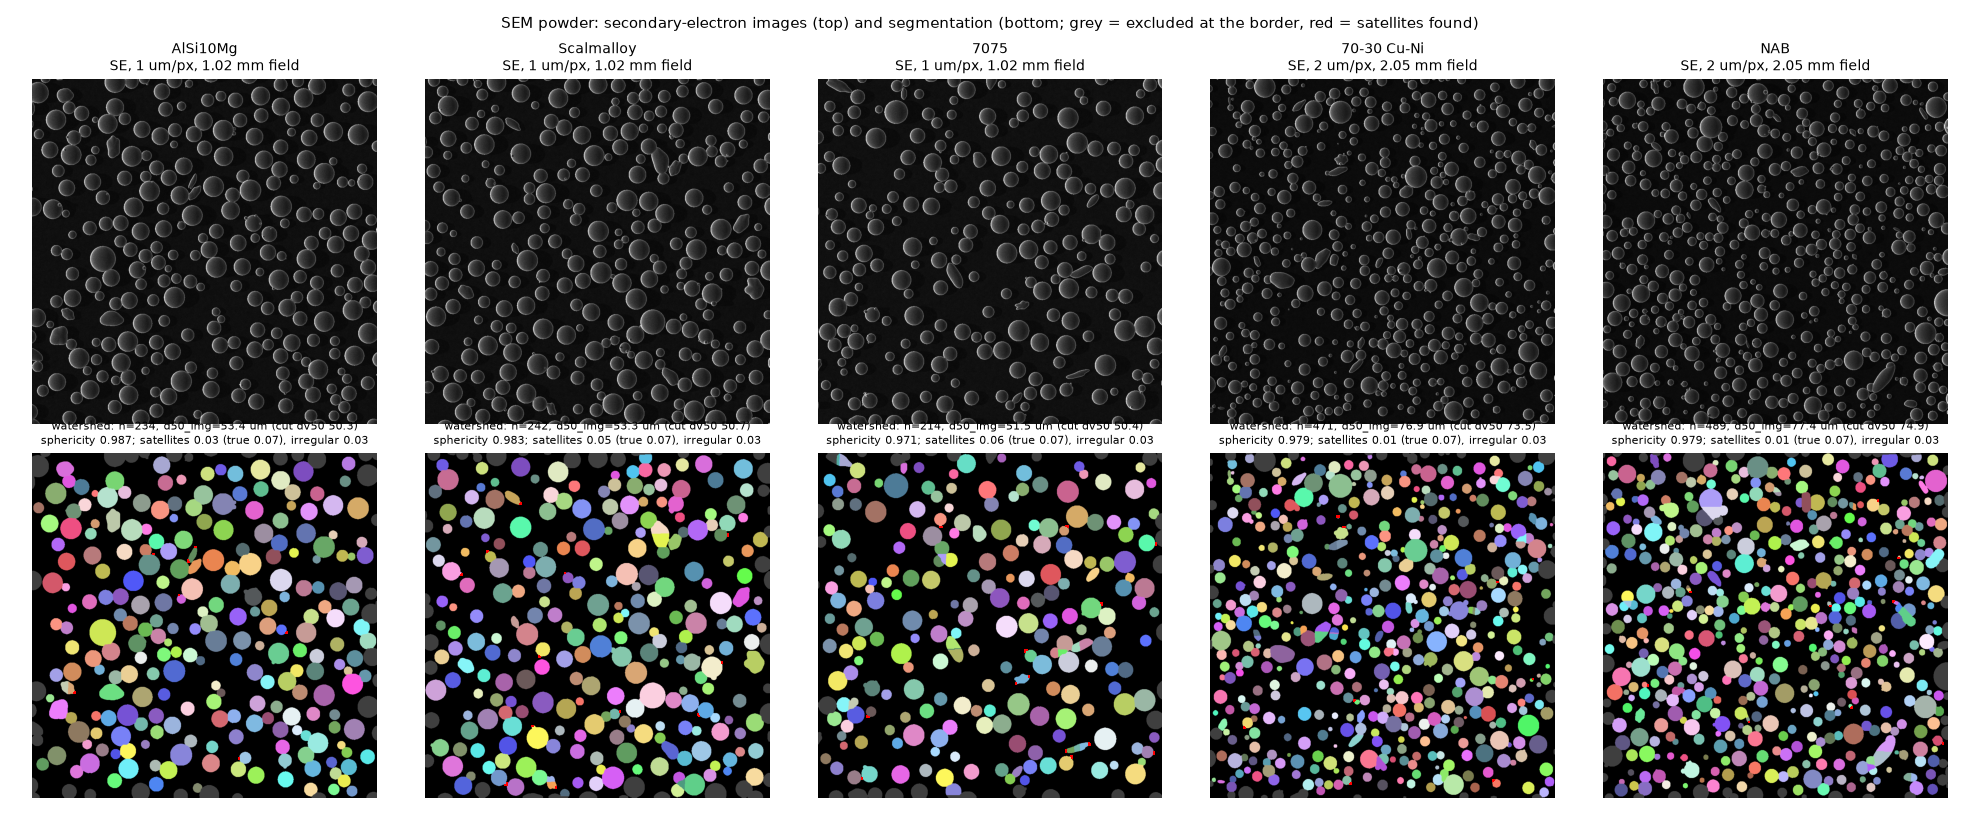 SEM powder: secondary-electron images (top) and segmentation (bottom; grey = excluded at the border, red = satellites found)
AlSi10Mg
SE, 1 um/px, 1.02 mm field
Scalmalloy
SE, 1 um/px, 1.02 mm field
7075
SE, 1 um/px, 1.02 mm field
70-30 Cu-Ni
SE, 2 um/px, 2.05 mm field
NAB
SE, 2 um/px, 2.05 mm field
watershed: n=234, d50_img=53.4 um (cut dv50 50.3)
sphericity 0.987; satellites 0.03 (true 0.07), irregular 0.03
watershed: n=242, d50_img=53.3 um (cut dv50 50.7)
sphericity 0.983; satellites 0.05 (true 0.07), irregular 0.03
watershed: n=214, d50_img=51.5 um (cut dv50 50.4)
sphericity 0.971; satellites 0.06 (true 0.07), irregular 0.03
watershed: n=471, d50_img=76.9 um (cut dv50 73.5)
sphericity 0.979; satellites 0.01 (true 0.07), irregular 0.03
watershed: n=489, d50_img=77.4 um (cut dv50 74.9)
sphericity 0.979; satellites 0.01 (true 0.07), irregular 0.03